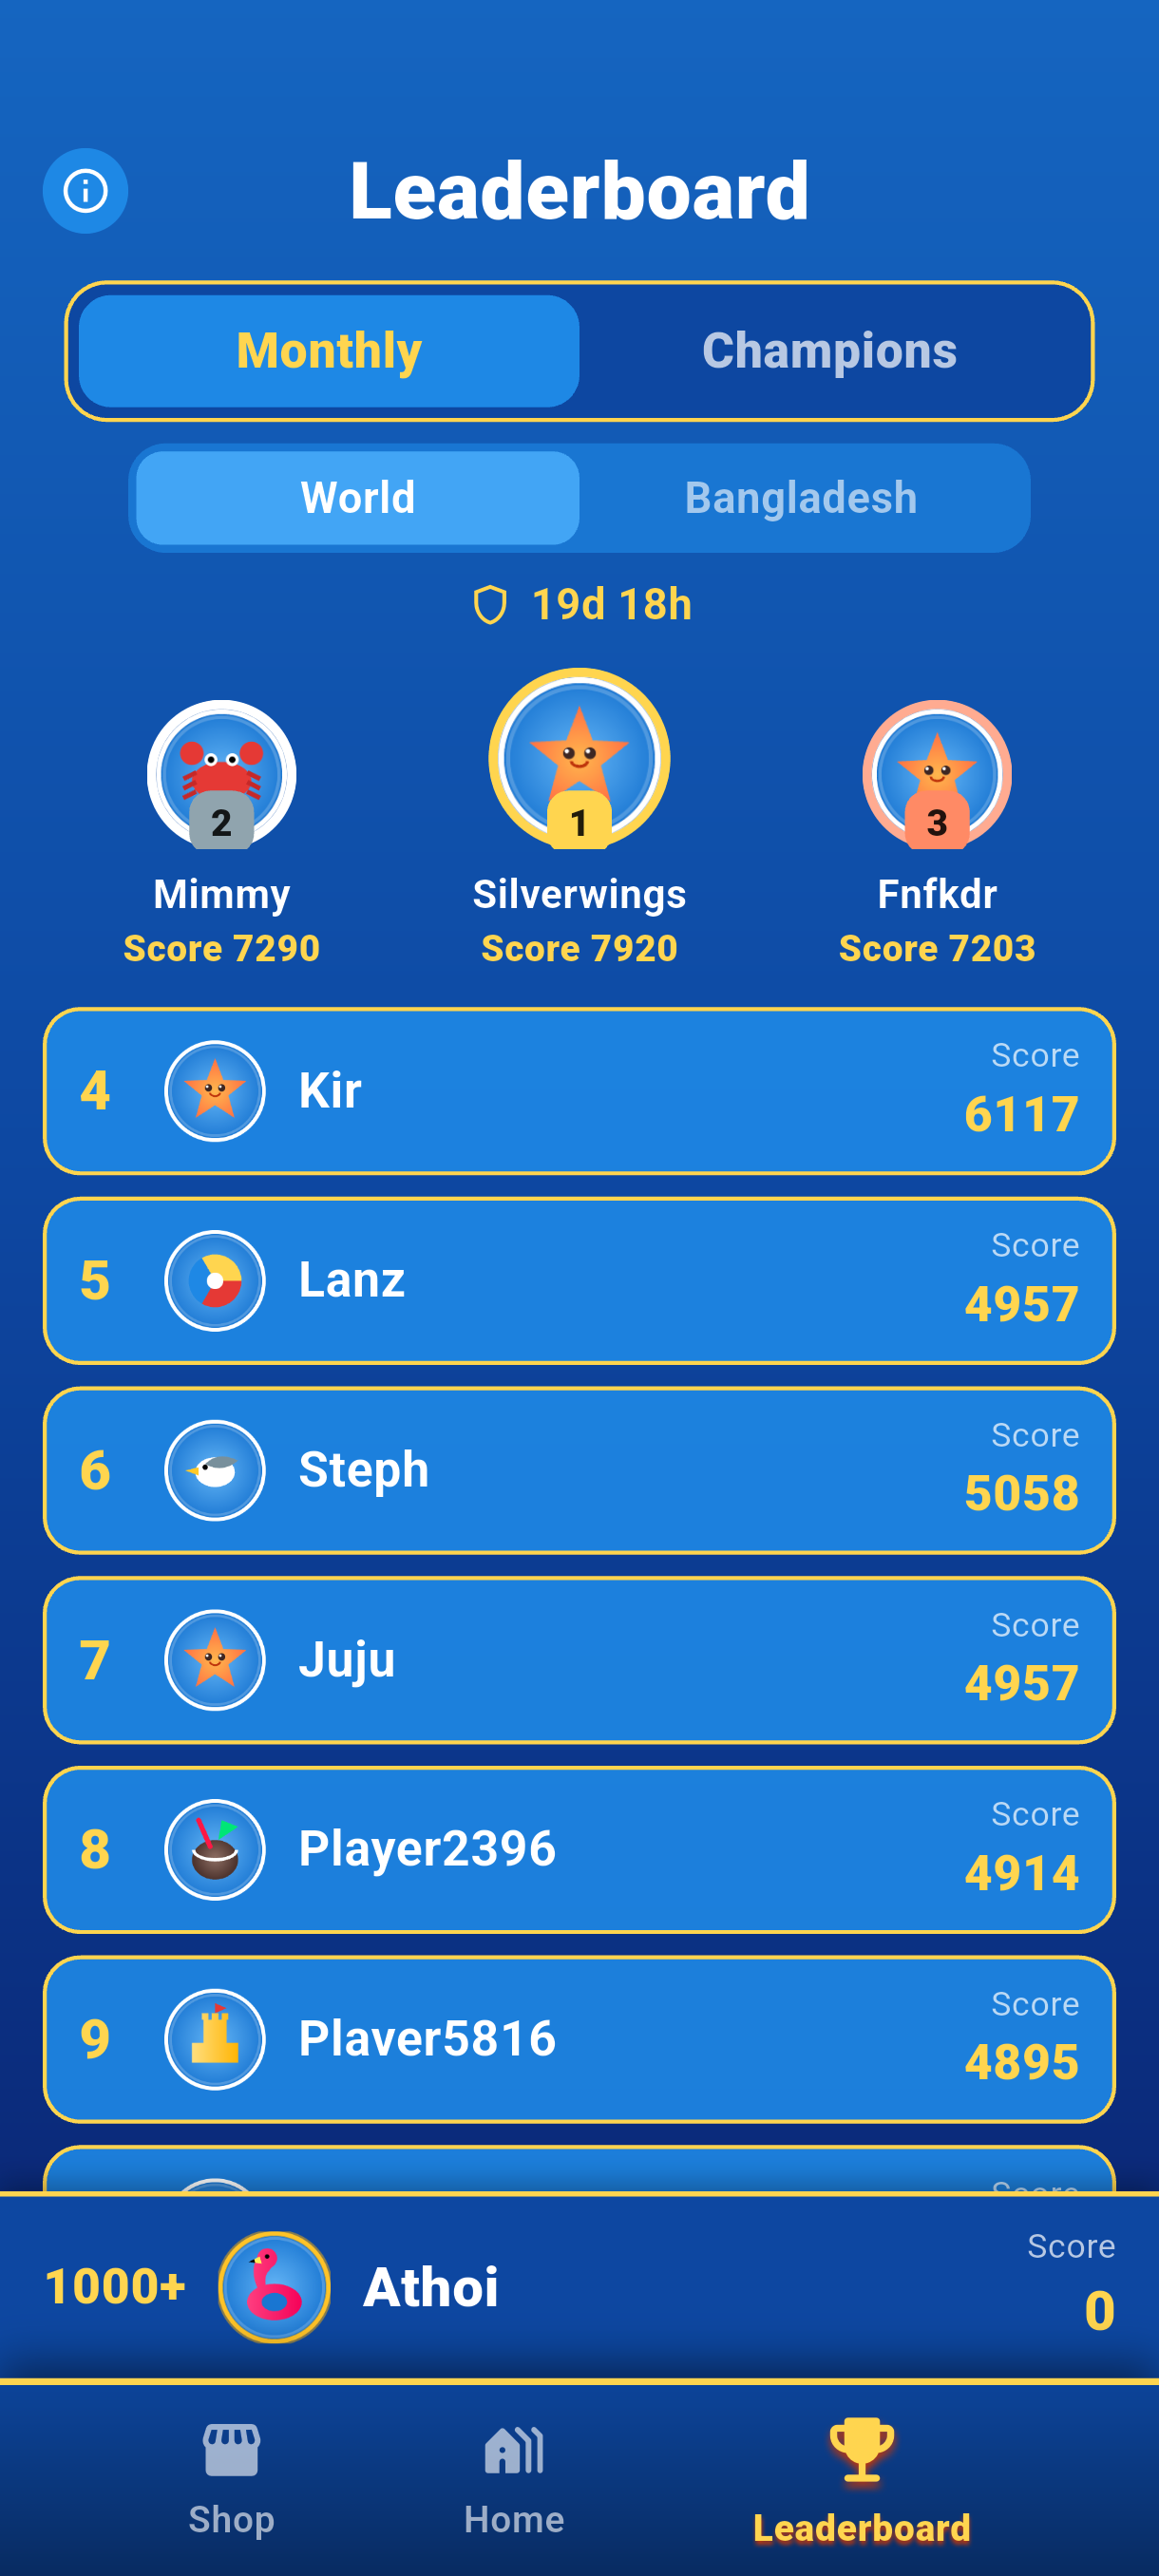 Leaderboard
Monthly
Champions
World
Bangladesh
19d 18h
2
1
3
Mimmy
Silverwings
Fnfkdr
Score 7290
Score 7920
Score 7203
4
Kir
Score
6117
5
Lanz
Score
4957
6
Steph
Score
5058
7
Juju
Score
4957
8
Player2396
Score
4914
9
Plaver5816
Score
4895
Score
1000+
Athoi
Score
0
Shop
Home
Leaderboard